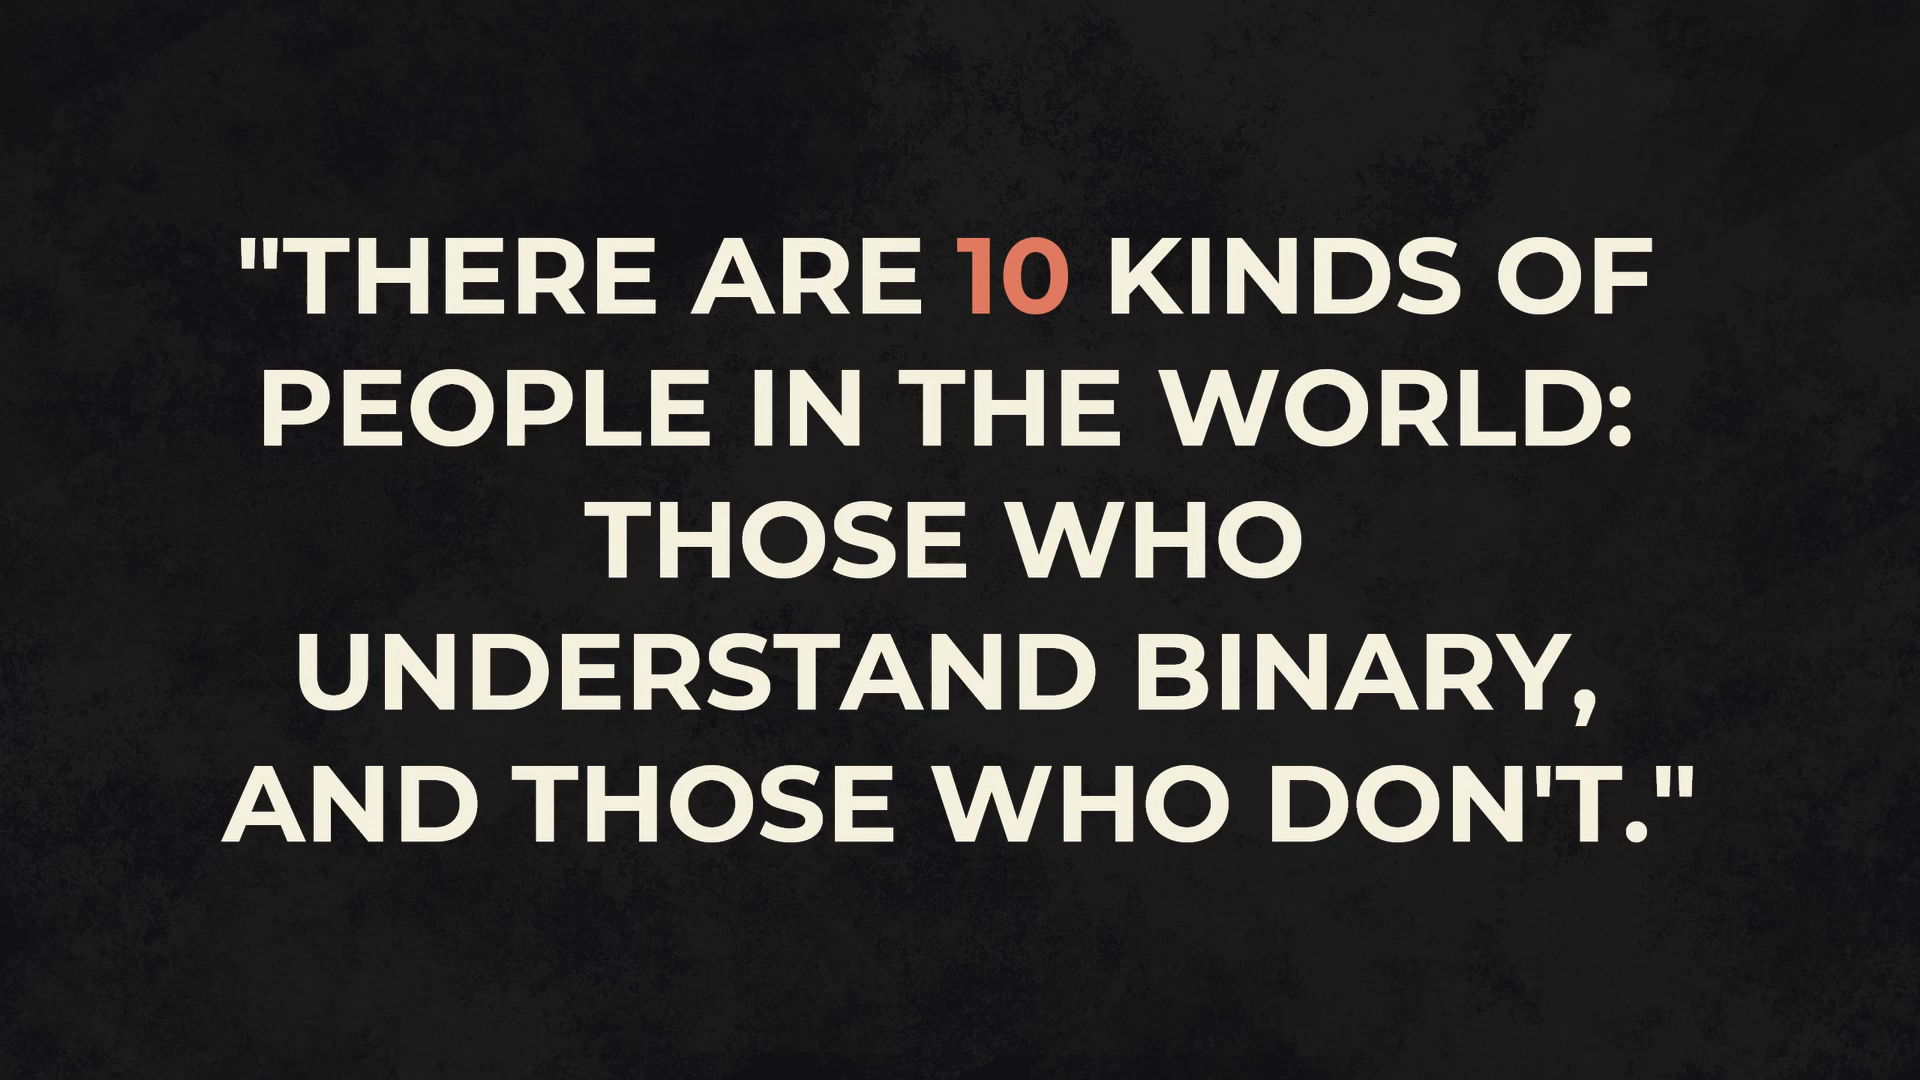 "THERE ARE 10 KINDS OF
PEOPLE IN THE WORLD:
THOSE WHO
UNDERSTAND BINARY,
AND THOSE WHO DON'T."